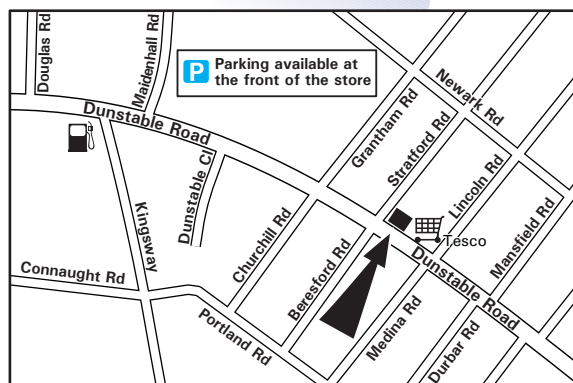 Douglas Rd
Maidenhall Rd
P
Parking available at
the front of the store
Newark Rd
Dunstable Road
Grantham Rd
Stratford Rd
Dunstable Cl
Lincoln Rd
Kingsway
Churchill Rd
Mansfield Rd
Beresford Rd
Tesco
Connaught Rd
Dunstable Road
Portland Rd
Medina Rd
Durbar Rd